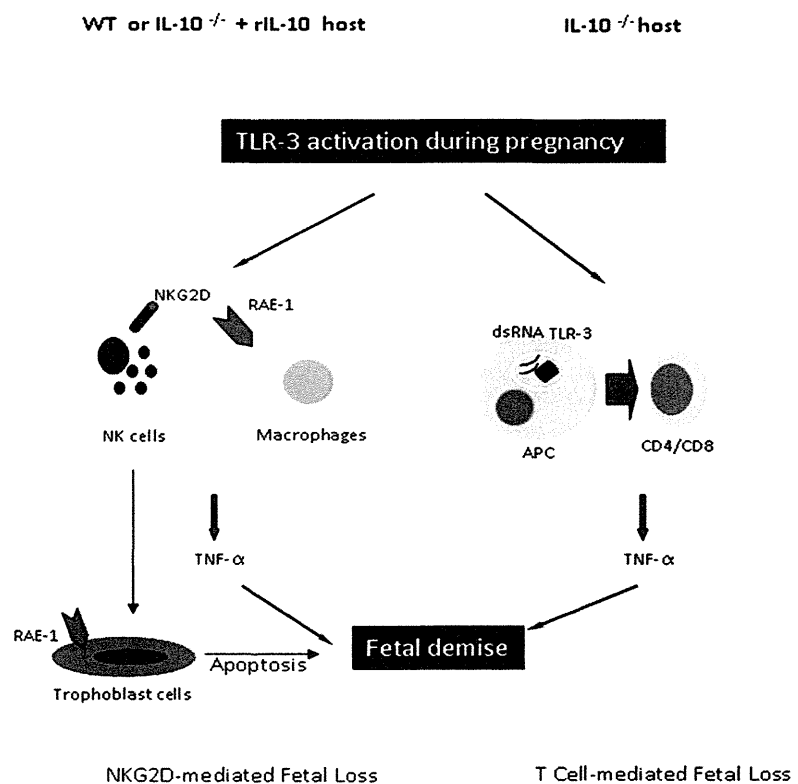 WT or IL-10 -/- + rIL-10 host
IL-10 -/- host
TLR-3 activation during pregnancy
NKG2D
RAE-1
dsRNA TLR-3
NK cells
Macrophages
APC
CD4/CD8
TNF-α
TNF-α
RAE-1
Apoptosis
Fetal demise
Trophoblast cells
NKG2D-mediated Fetal Loss
T Cell-mediated Fetal Loss